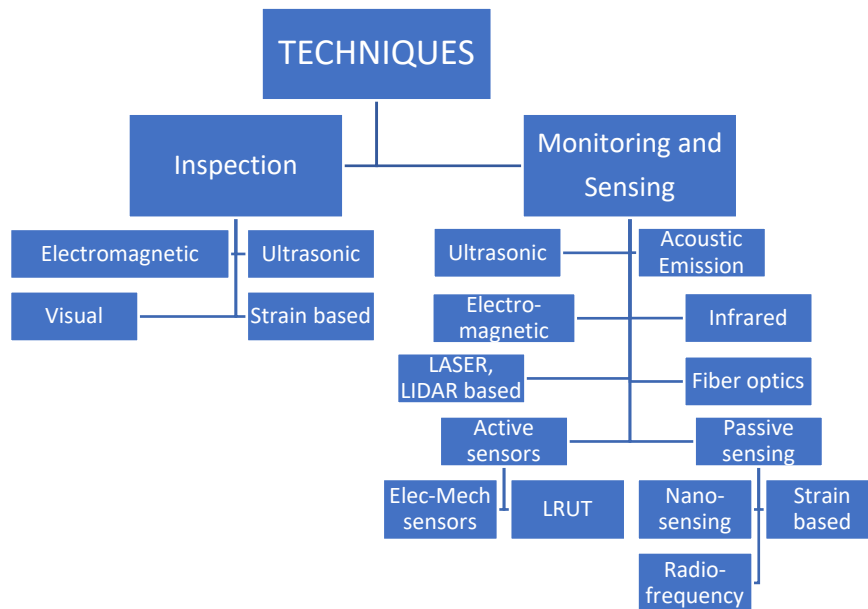 TECHNIQUES
Inspection
Monitoring and
Sensing
Electromagnetic
Ultrasonic
Visual
Strain based
Ultrasonic
Acoustic
Emission
Electro-
magnetic
Infrared
LASER,
LIDAR based
Fiber optics
Active
sensors
Passive
sensing
Elec-Mech
sensors
LRUT
Nano-
sensing
Strain
based
Radio-
frequency